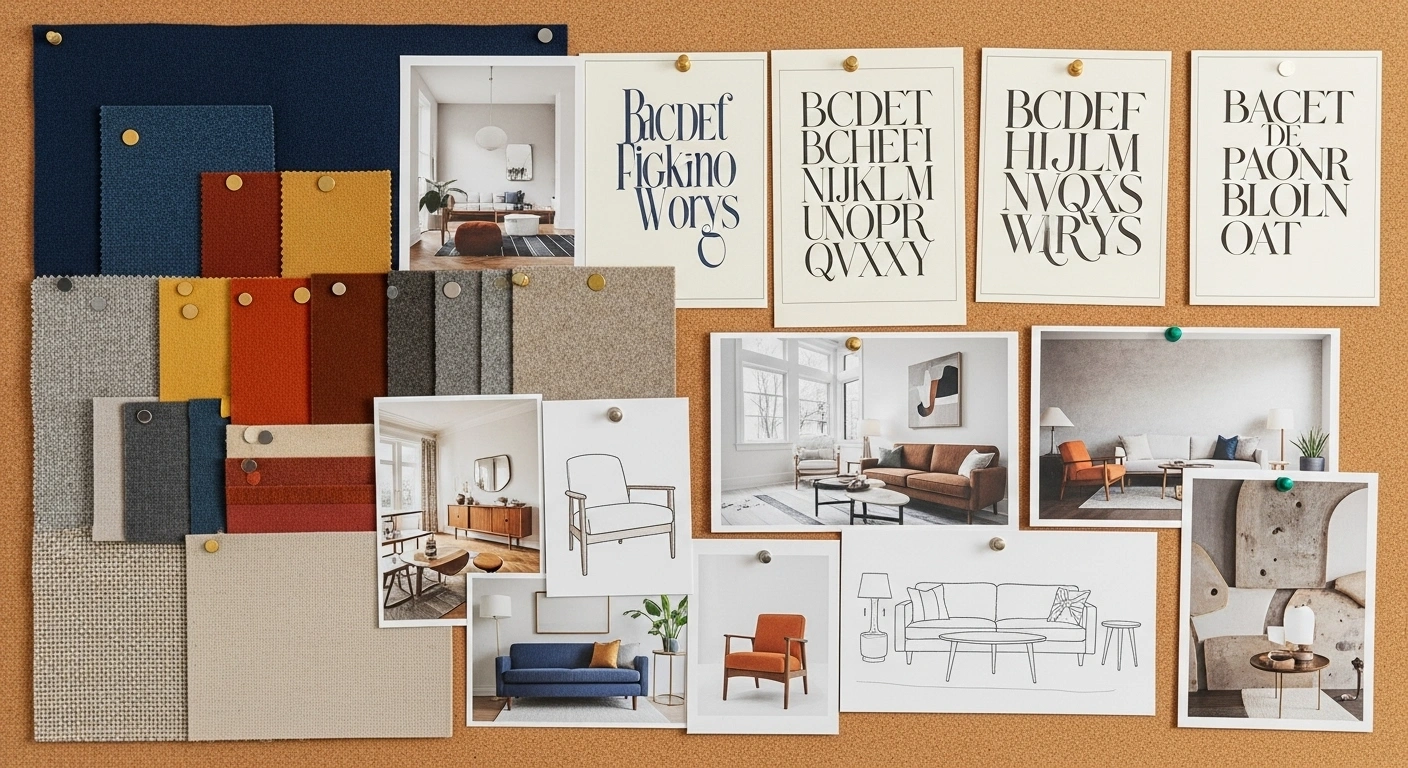 BACDEf
Figkino
Worys
BCDET
BCHEFI
NIJKLM
UNOPR
QVXXY
BCDEF
HIJLM
NVQXS
WIRYS
BACET
DE
PAONR
BLOLN
OAT